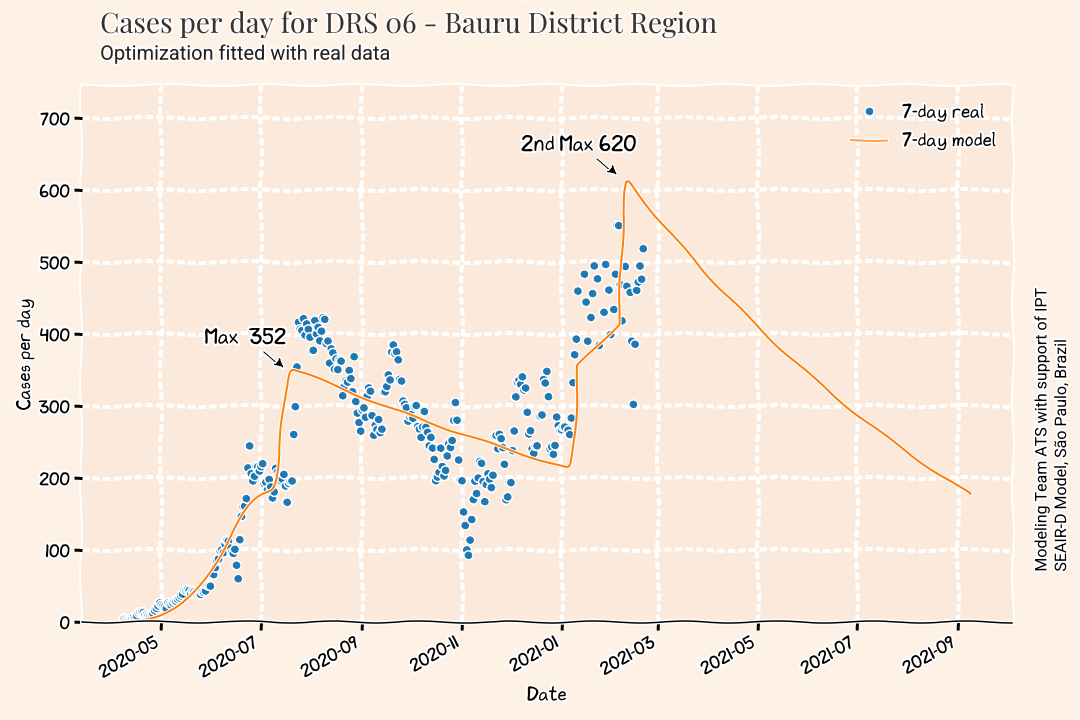 Cases per day for DRS 06 - Bauru District Region
Optimization fitted with real data
7-day real
7-day model
2nd Max 620
Max 352
700
600
500
400
300
200
100
0
Cases per day
2020-05
2020-07
2020-09
2020-11
2021-01
2021-03
2021-05
2021-07
2021-09
Date
Modeling Team ATS with support of IPT
SEAIR-D Model, São Paulo, Brazil